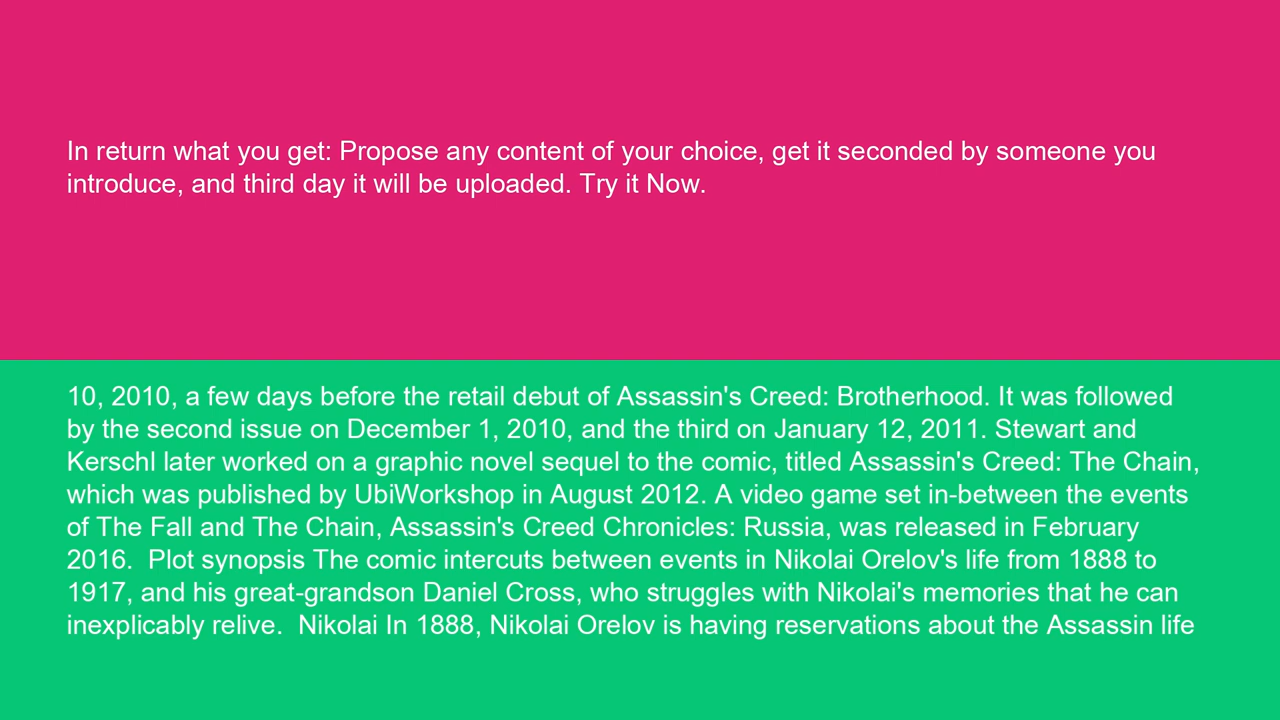 In return what you get: Propose any content of your choice, get it seconded by someone you
introduce, and third day it will be uploaded. Try it Now.
10, 2010, a few days before the retail debut of Assassin's Creed: Brotherhood. It was followed
by the second issue on December 1, 2010, and the third on January 12, 2011. Stewart and
Kerschl later worked on a graphic novel sequel to the comic, titled Assassin's Creed: The Chain,
which was published by UbiWorkshop in August 2012. A video game set in-between the events
of The Fall and The Chain, Assassin's Creed Chronicles: Russia, was released in February
2016.  Plot synopsis The comic intercuts between events in Nikolai Orelov's life from 1888 to
1917, and his great-grandson Daniel Cross, who struggles with Nikolai's memories that he can
inexplicably relive.  Nikolai In 1888, Nikolai Orelov is having reservations about the Assassin life